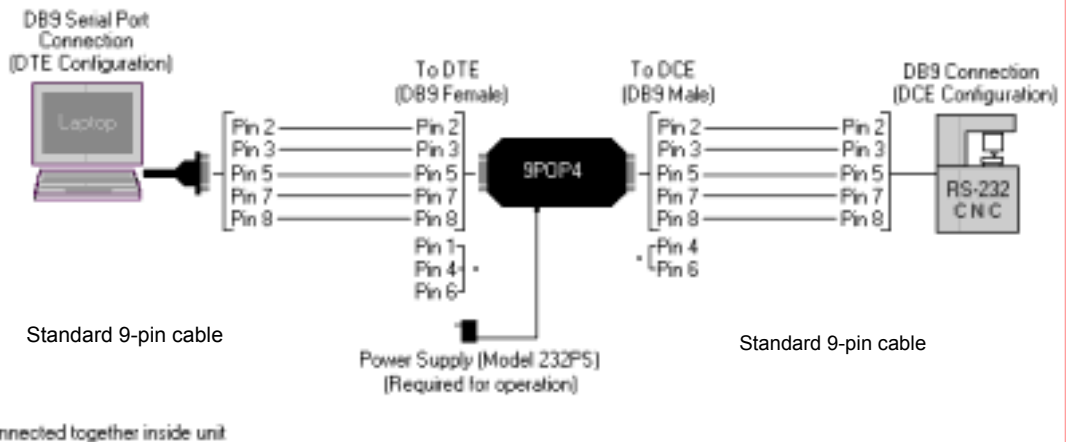 DB9 Serial Port
Connection
(DTE Configuration)
Laptop
To DTE
(DB9 Female)
To DCE
(DB9 Male)
DB9 Connection
(DCE Configuration)
Pin 2 Pin 2 Pin 2 Pin 2
Pin 3 Pin 3 Pin 3 Pin 3
Pin 5 Pin 5 Pin 5 Pin 5
Pin 7 Pin 7 Pin 7 Pin 7
Pin 8 Pin 8 Pin 8 Pin 8
9POP4
RS-232
CNC
Pin 1
Pin 4
Pin 6
Pin 4
Pin 6
Standard 9-pin cable
Standard 9-pin cable
Power Supply (Model 232PS)
(Required for operation)
together inside unit